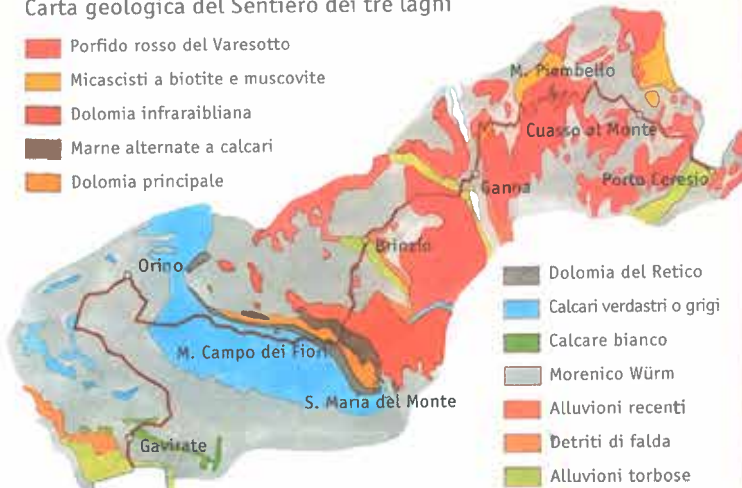 Carta geologica del Sentiero dei tre laghi
Porfido rosso del Varesotto
Micascisti a biotite e muscovite
Dolomia infraraibliana
Marne alternate a calcari
Dolomia principale
M. Piambello
Cuasso al Monte
Ganna
Porto Ceresio
Brinzio
Orino
M. Campo dei Fiori
S. Maria del Monte
Gavirate
Dolomia del Retico
Calcari verdastri o grigi
Calcare bianco
Morenico Würm
Alluvioni recenti
Detriti di falda
Alluvioni torbose